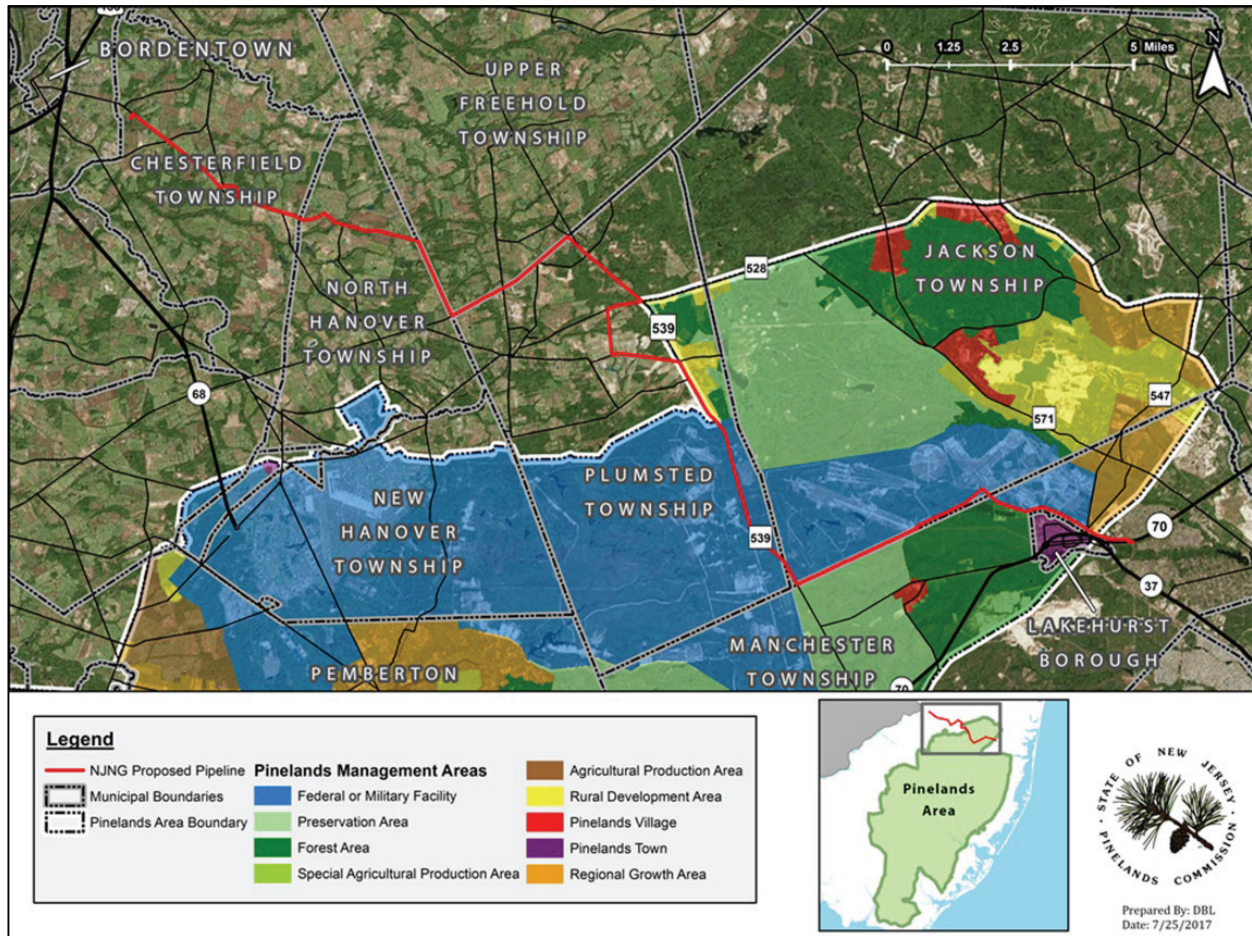 BORDENTOWN
UPPER
FREEHOLD
TOWNSHIP
0 1.25 2.5 5 Miles
N
CHESTERFIELD
TOWNSHIP
JACKSON
TOWNSHIP
528
NORTH
HANOVER
TOWNSHIP
539
68
547
571
PLUMSTED
TOWNSHIP
NEW
HANOVER
TOWNSHIP
539
70
37
LAKEHURST
BOROUGH
MANCHESTER
TOWNSHIP
PEMBERTON
70
Legend
NJNG Proposed Pipeline
Municipal Boundaries
Pinelands Area Boundary
Pinelands Management Areas
Federal or Military Facility
Preservation Area
Forest Area
Special Agricultural Production Area
Agricultural Production Area
Rural Development Area
Pinelands Village
Pinelands Town
Regional Growth Area
Pinelands
Area
STATE OF NEW JERSEY
PINELANDS COMMISSION
Prepared By: DBL
Date: 7/25/2017